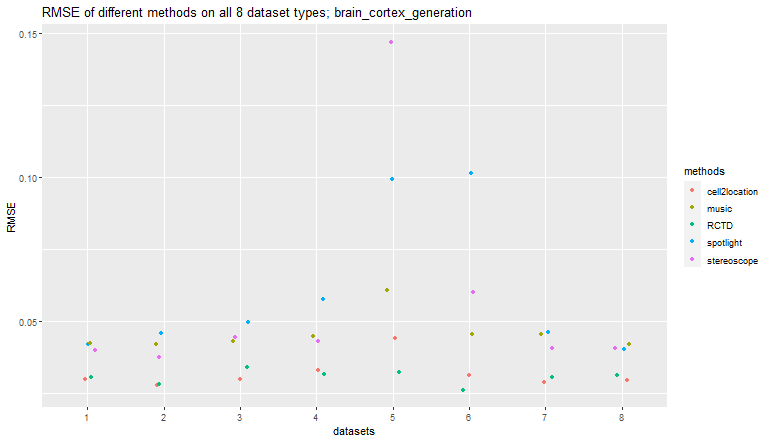 RMSE of different methods on all 8 dataset types; brain_cortex_generation
0.15
0.10
0.05
RMSE
1 2 3 4 5 6 7 8
datasets
methods
cell2location
music
RCTD
spotlight
stereoscope